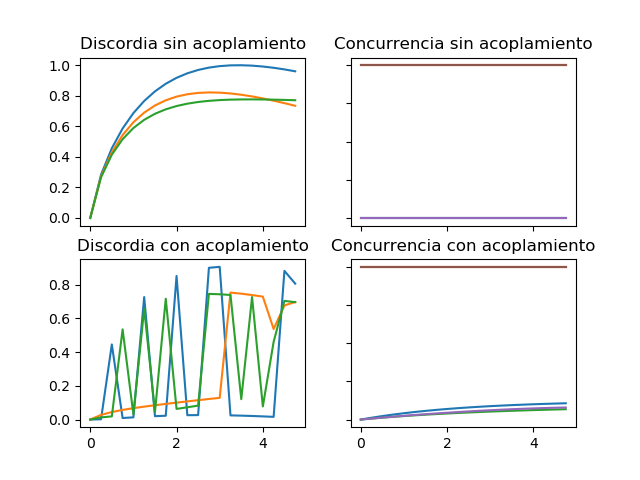 Discordia sin acoplamiento
Concurrencia sin acoplamiento
1.0
0.8
0.6
0.4
0.2
0.0
Discordia con acoplamiento
Concurrencia con acoplamiento
0.8
0.6
0.4
0.2
0.0
0 2 4
0 2 4